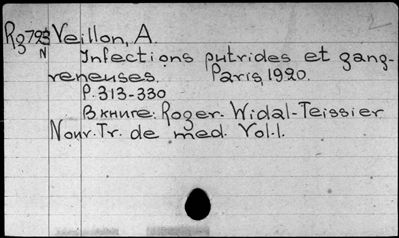 Rg793 Veillon, A.
N
Infections putrides et gang-
reneuses. Paris, 1920.
P. 313-330
В книге: Roger-Widal-Teissier
Nouv. Tr. de med. Vol. I.